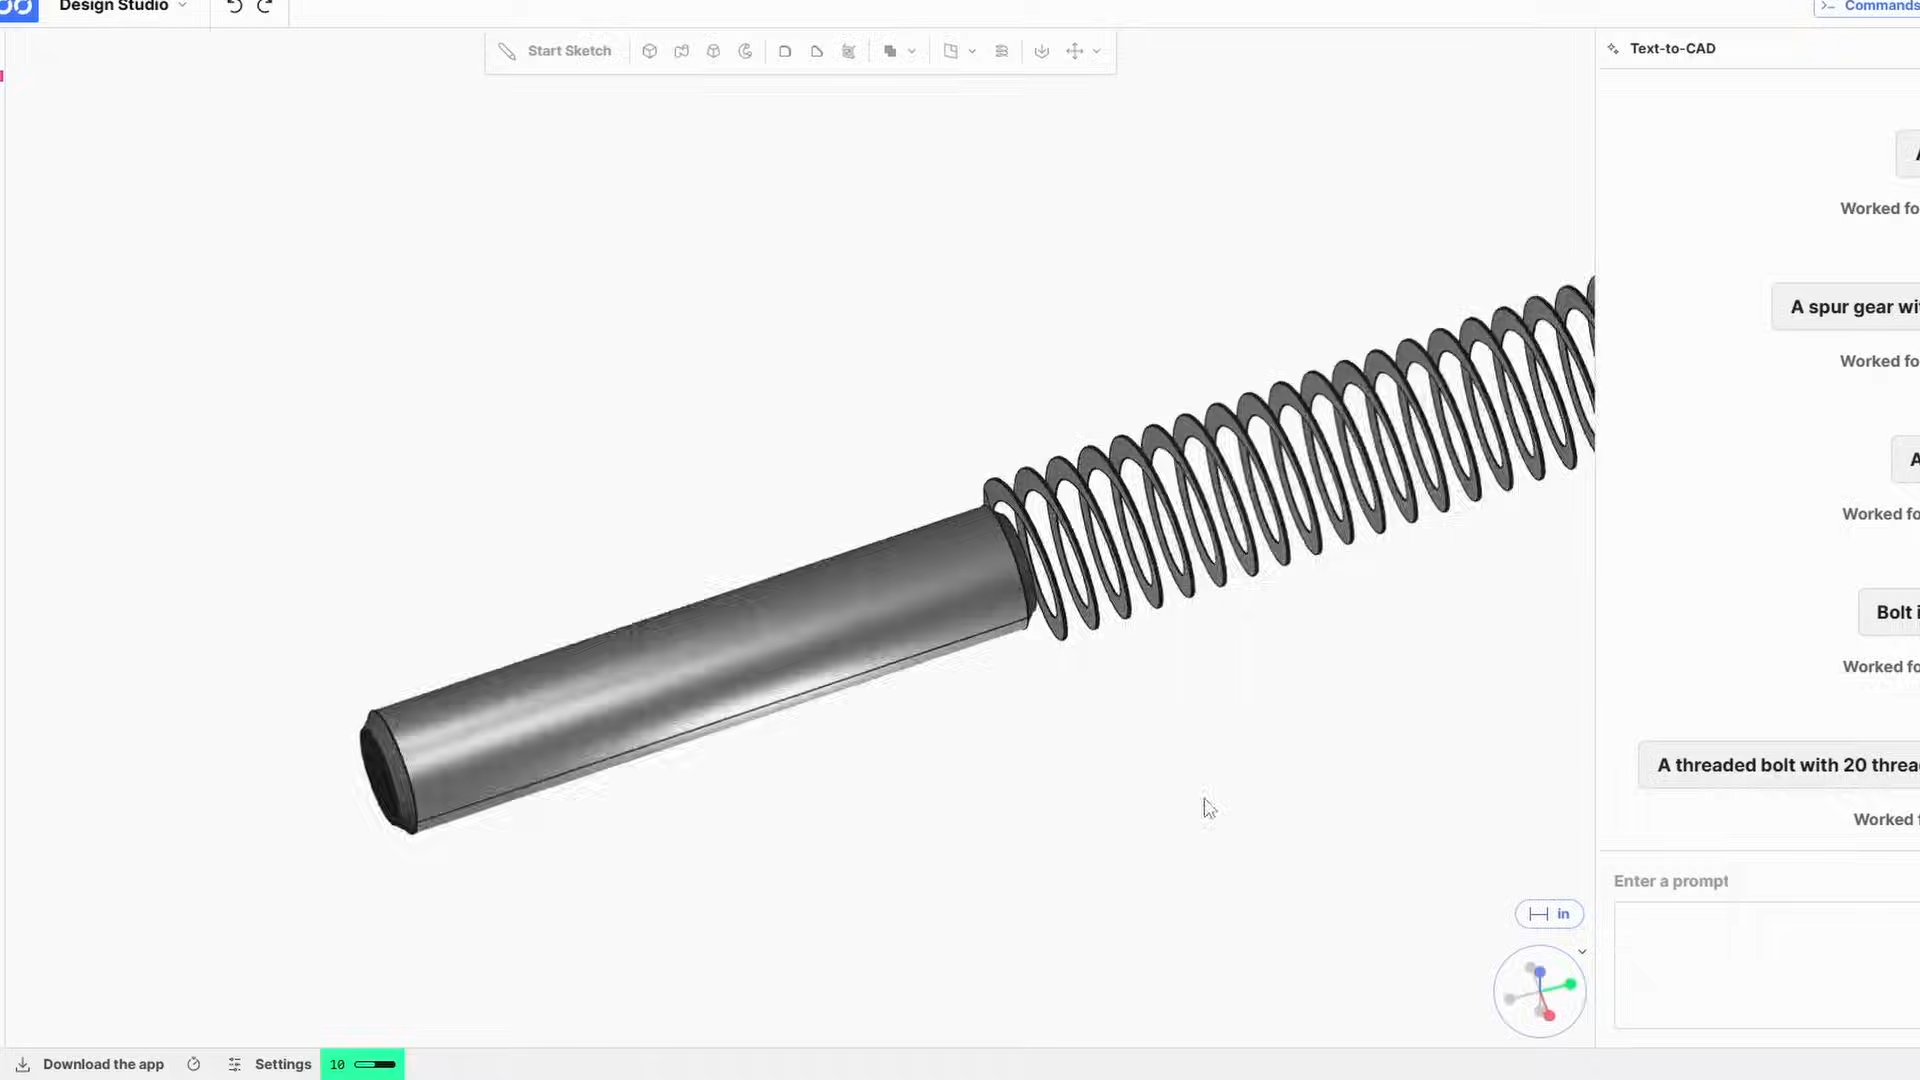 Design Studio
Commands
Start Sketch
Text-to-CAD
Worked fo
A spur gear wi
Worked fo
A
Worked fo
Bolt i
Worked fo
A threaded bolt with 20 threa
Worked f
Enter a prompt
in
Download the app
Settings
10